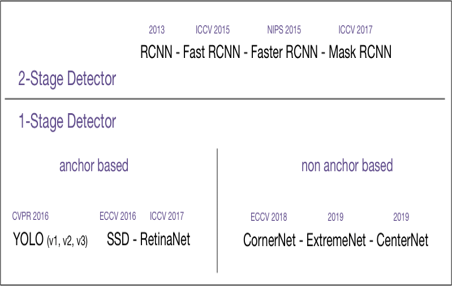 2013 ICCV 2015 NIPS 2015 ICCV 2017
RCNN - Fast RCNN - Faster RCNN - Mask RCNN
2-Stage Detector
1-Stage Detector
anchor based
non anchor based
CVPR 2016 ECCV 2016 ICCV 2017
YOLO (v1, v2, v3) SSD - RetinaNet
ECCV 2018 2019 2019
CornerNet - ExtremeNet - CenterNet